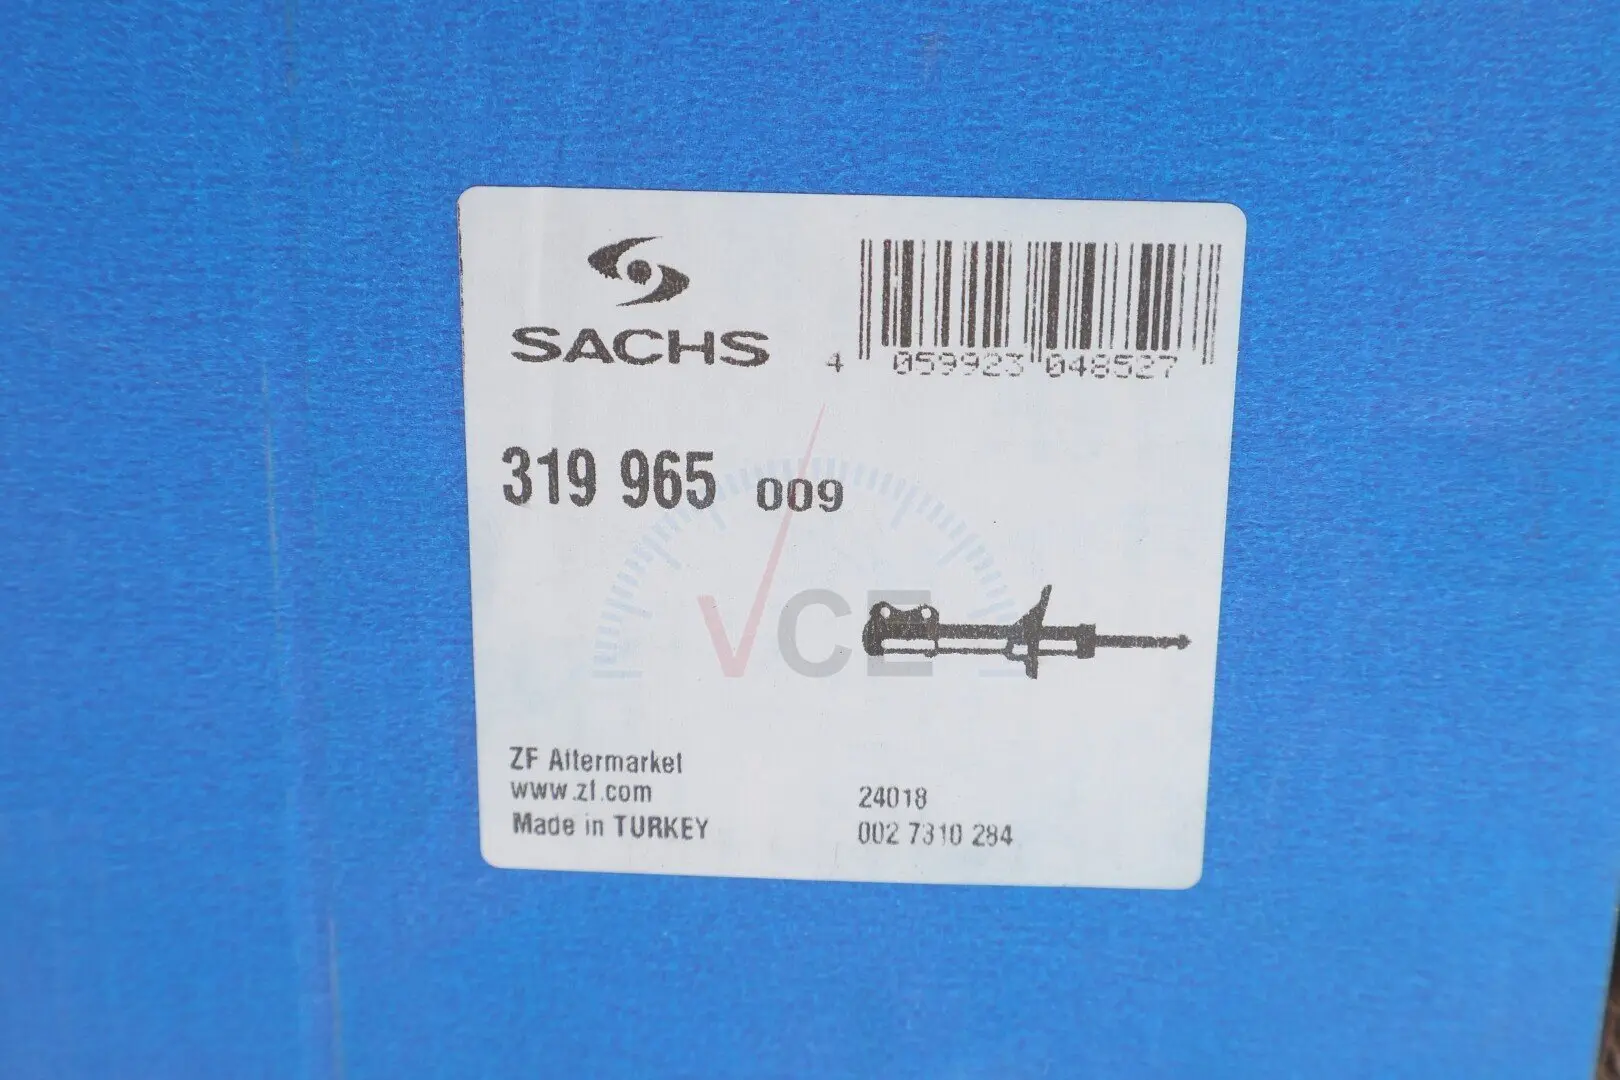 SACHS
4 059923 048527
319 965 009
VCE
ZF Aftermarket
www.zf.com
Made in TURKEY
24018
002 7310 284